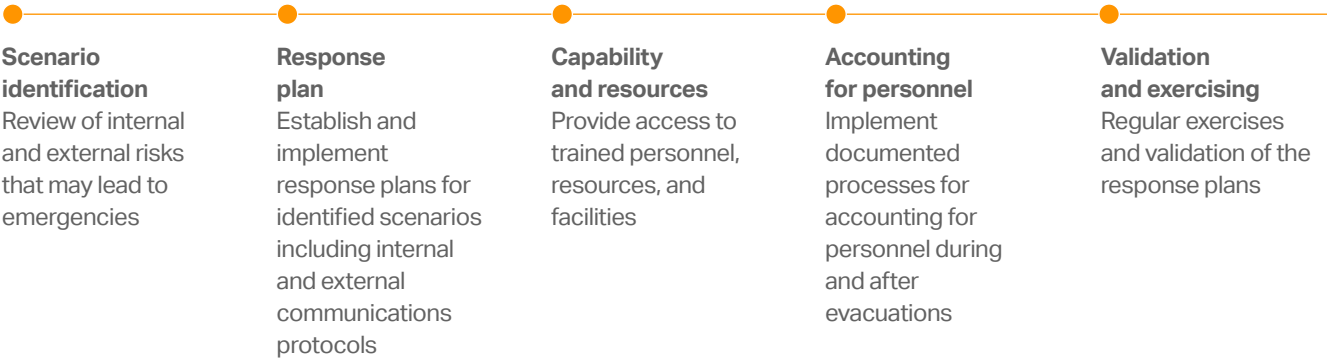 Scenario
identification
Review of internal
and external risks
that may lead to
emergencies
Response
plan
Establish and
implement
response plans for
identified scenarios
including internal
and external
communications
protocols
Capability
and resources
Provide access to
trained personnel,
resources, and
facilities
Accounting
for personnel
Implement
documented
processes for
accounting for
personnel during
and after
evacuations
Validation
and exercising
Regular exercises
and validation of the
response plans